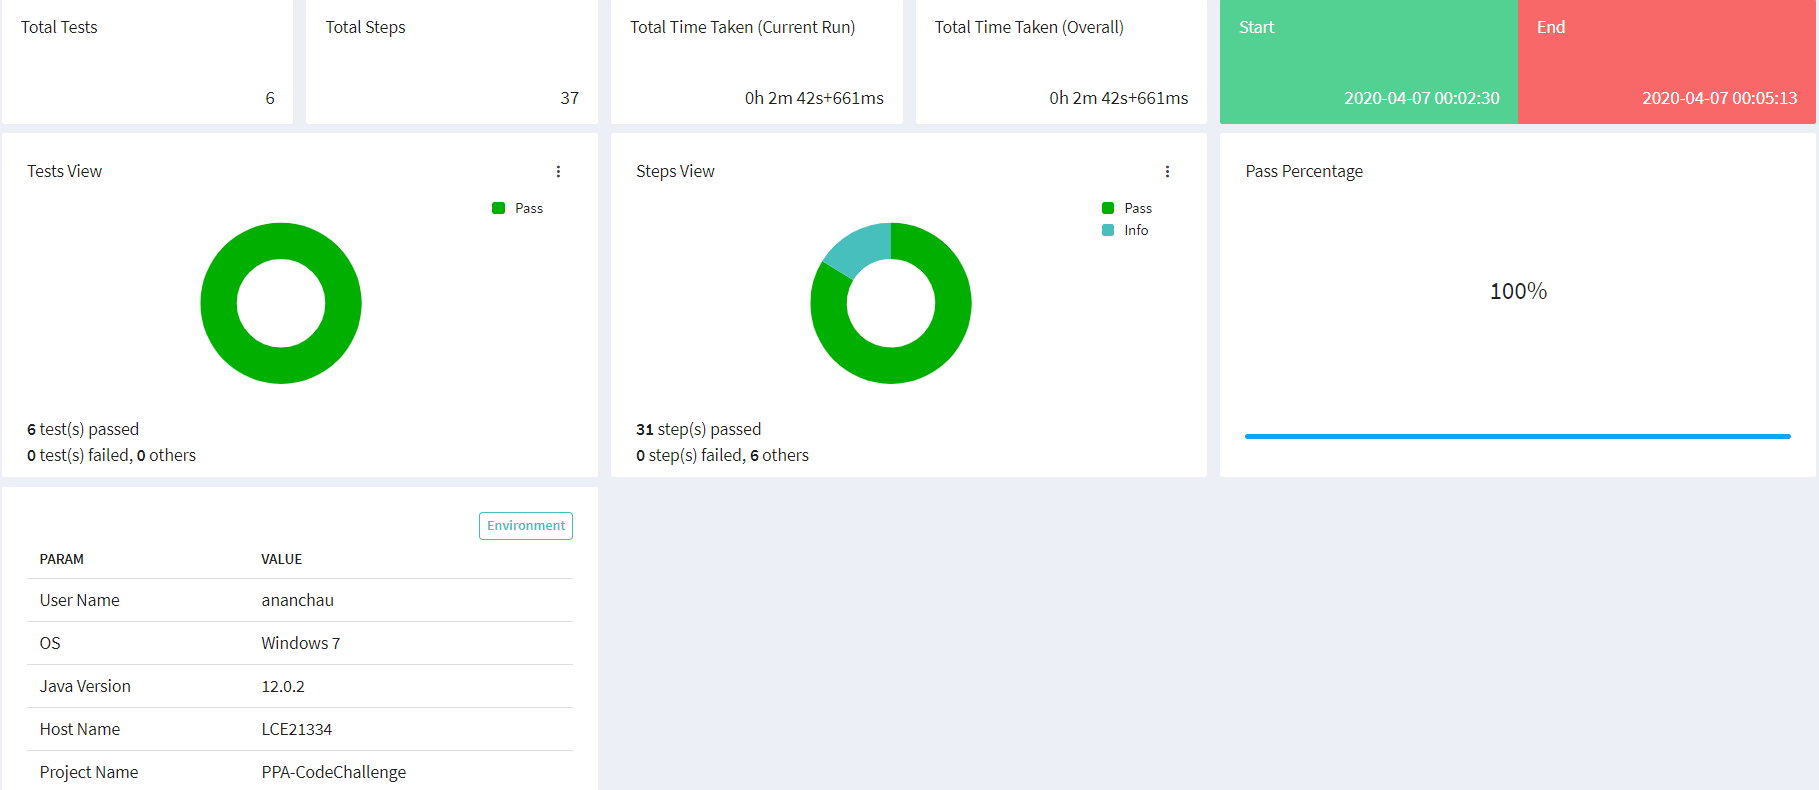 Total Tests
6
Total Steps
37
Total Time Taken (Current Run)
0h 2m 42s+661ms
Total Time Taken (Overall)
0h 2m 42s+661ms
Start
2020-04-07 00:02:30
End
2020-04-07 00:05:13
Tests View
Pass
6 test(s) passed
0 test(s) failed, 0 others
Steps View
Pass
Info
31 step(s) passed
0 step(s) failed, 6 others
Pass Percentage
100%
Environment
PARAM VALUE
User Name ananchau
OS Windows 7
Java Version 12.0.2
Host Name LCE21334
Project Name PPA-CodeChallenge